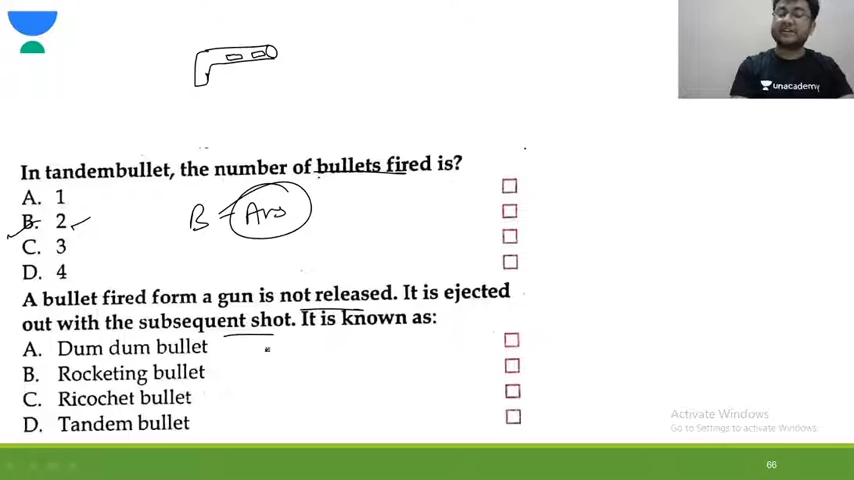 unacademy
In tandembullet, the number of bullets fired is?
A. 1
B. 2
C. 3
D. 4
B = Ans
A bullet fired form a gun is not released. It is ejected
out with the subsequent shot. It is known as:
A. Dum dum bullet
B. Rocketing bullet
C. Ricochet bullet
D. Tandem bullet
Activate Windows
Go to Settings to activate Windows.
66